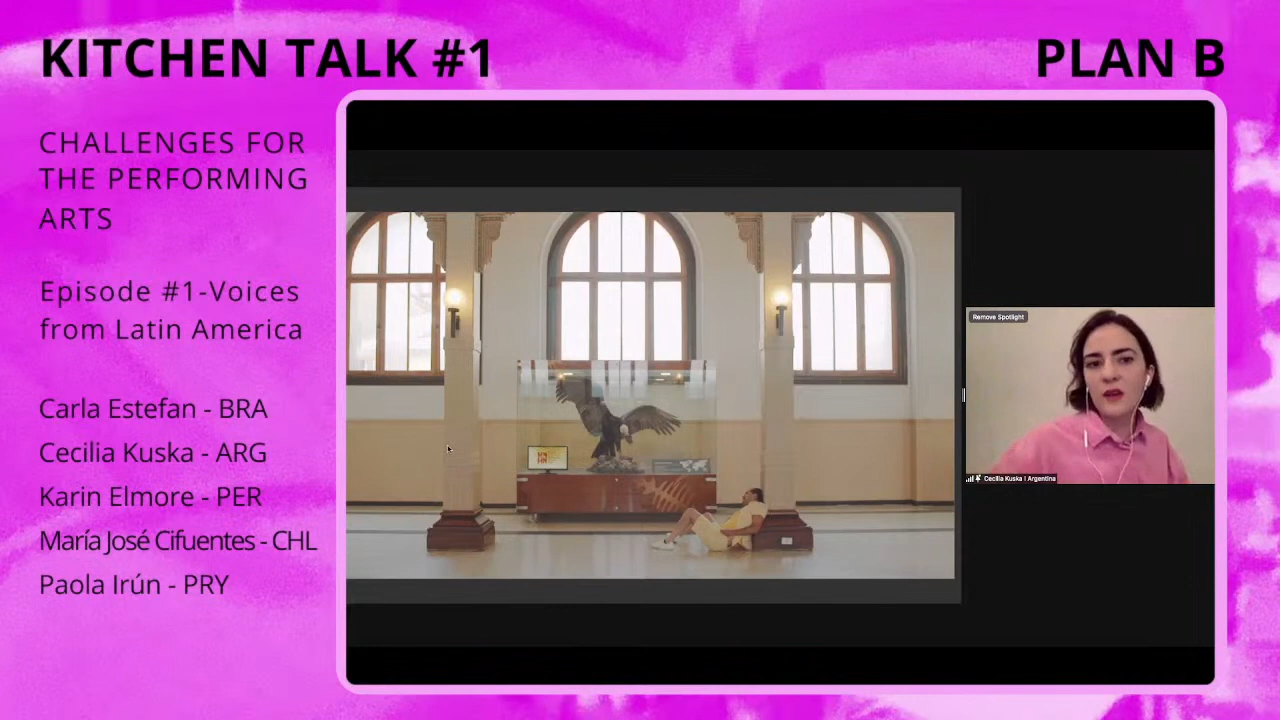 KITCHEN TALK #1
PLAN B
CHALLENGES FOR
THE PERFORMING
ARTS
Episode #1-Voices
from Latin America
Carla Estefan - BRA
Cecilia Kuska - ARG
Karin Elmore - PER
María José Cifuentes - CHL
Paola Irún - PRY
Remove Spotlight
Cecilia Kuska | Argentina